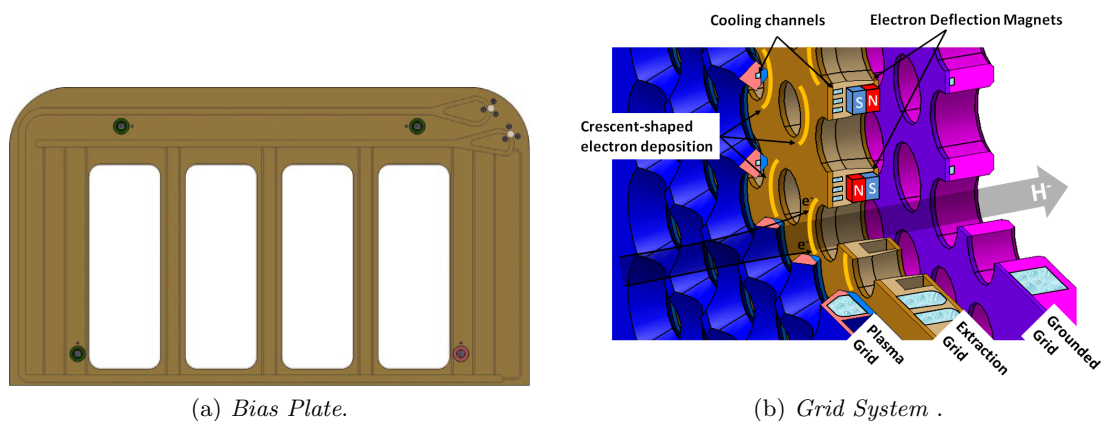 Cooling channels
Electron Deflection Magnets
S N
Crescent-shaped
electron deposition
N S
e-
e-
H-
Plasma
Grid
Extraction
Grid
Grounded
Grid
(a) Bias Plate.
(b) Grid System .